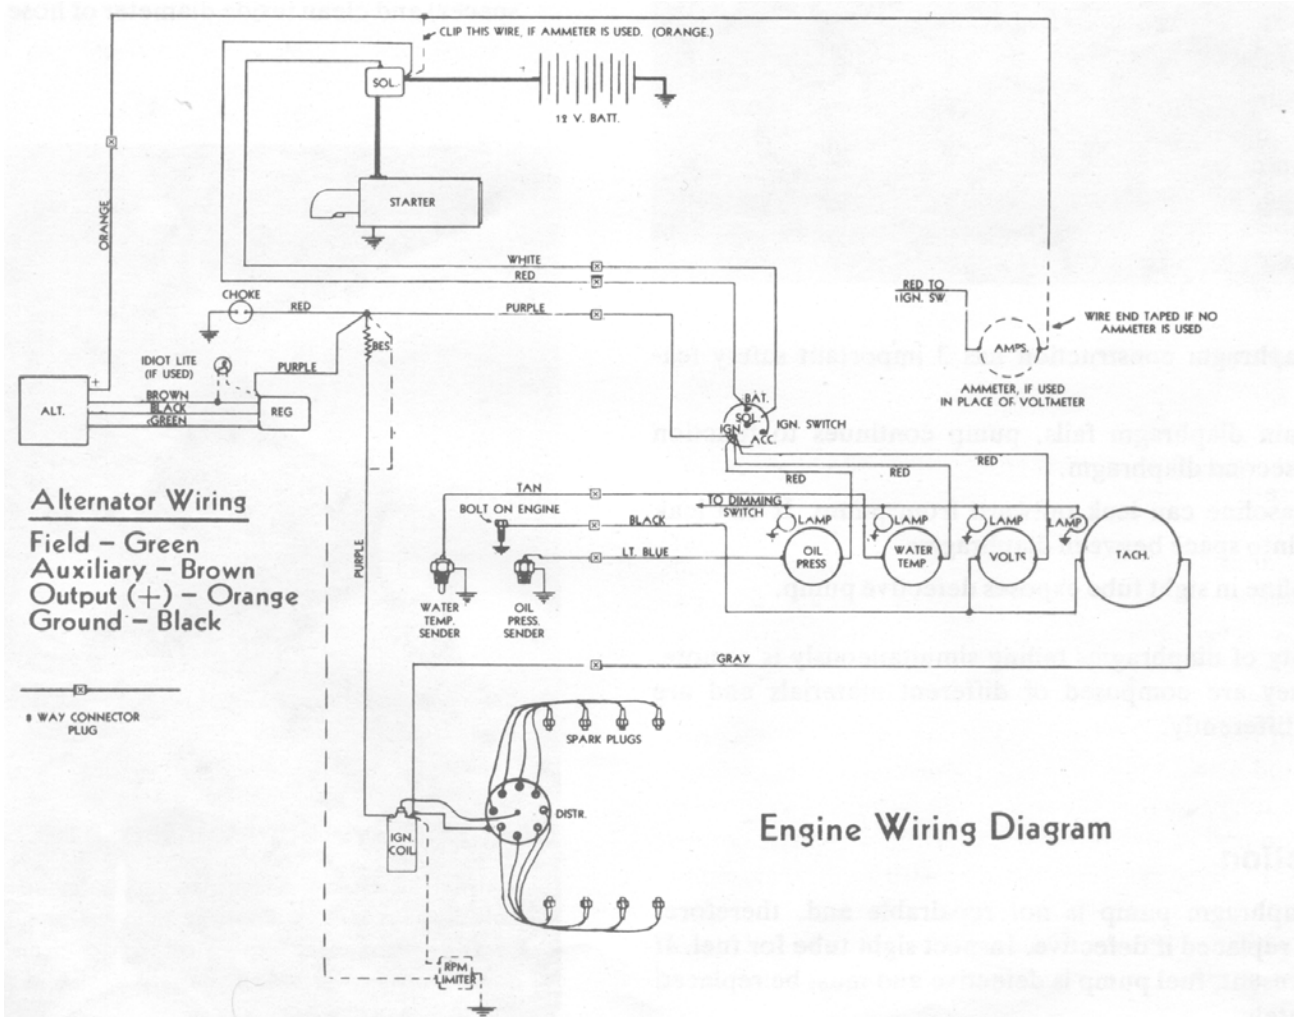 CLIP THIS WIRE, IF AMMETER IS USED. (ORANGE.)
SOL.
12 V. BATT.
STARTER
ORANGE
WHITE
RED
CHOKE
RED
PURPLE
RED TO
IGN. SW
WIRE END TAPED IF NO
AMMETER IS USED
AMPS.
AMMETER, IF USED
IN PLACE OF VOLTMETER
RES.
IDIOT LITE
(IF USED)
PURPLE
+
ALT.
BROWN
BLACK
GREEN
REG
BAT.
SOL
IGN.
ACC.
IGN. SWITCH
RED
RED
RED
Alternator Wiring
Field – Green
Auxiliary – Brown
Output (+) – Orange
Ground – Black
TAN
BOLT ON ENGINE
BLACK
LT. BLUE
TO DIMMING
SWITCH
LAMP
LAMP
LAMP
LAMP
OIL
PRESS
WATER
TEMP.
VOLTS
TACH.
PURPLE
WATER
TEMP.
SENDER
OIL
PRESS.
SENDER
GRAY
8 WAY CONNECTOR
PLUG
SPARK PLUGS
DISTR.
IGN.
COIL
Engine Wiring Diagram
RPM
LIMITER